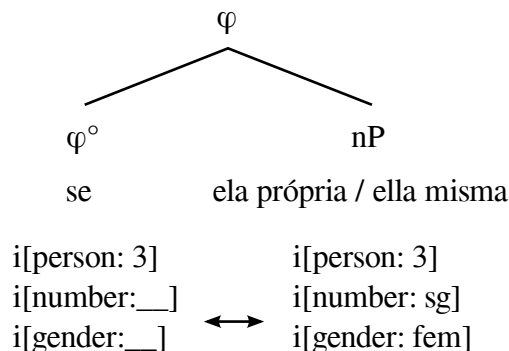 φ
φ° nP
se ela própria / ella misma
i[person: 3] i[person: 3]
i[number:__] i[number: sg]
i[gender:__] i[gender: fem]